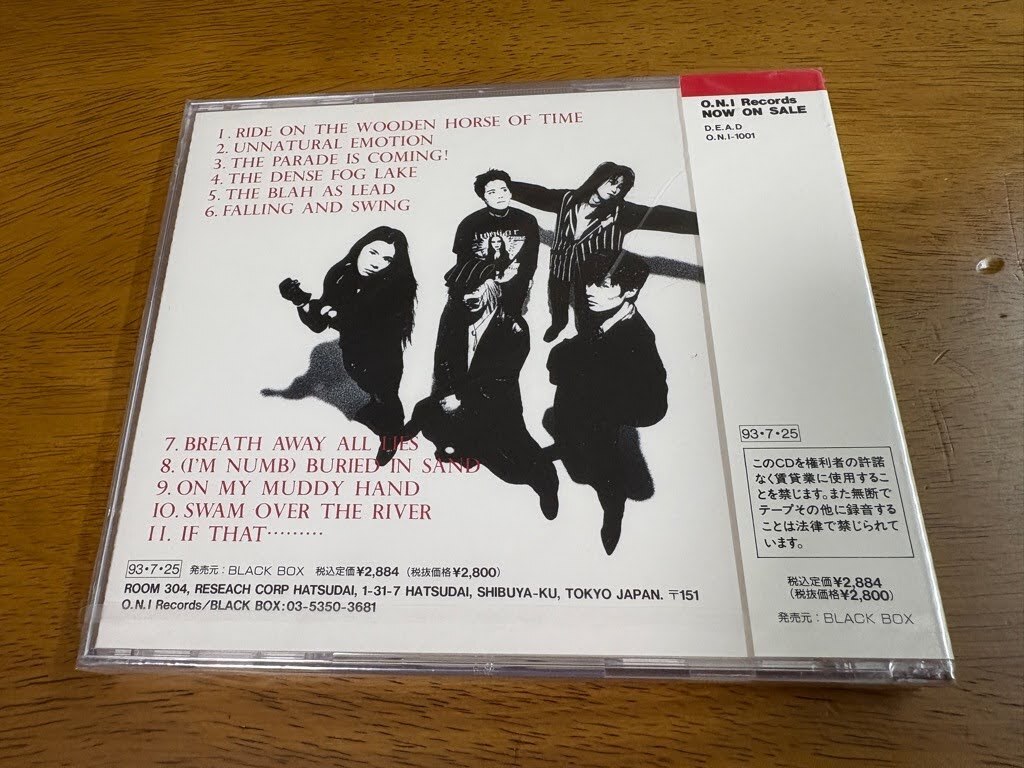 1. RIDE ON THE WOODEN HORSE OF TIME
2. UNNATURAL EMOTION
3. THE PARADE IS COMING!
4. THE DENSE FOG LAKE
5. THE BLAH AS LEAD
6. FALLING AND SWING
7. BREATH AWAY ALL LIES
8. (I'M NUMB) BURIED IN SAND
9. ON MY MUDDY HAND
10. SWAM OVER THE RIVER
11. IF THAT………
93・7・25 発売元:BLACK BOX 税込定価¥2,884(税抜価格¥2,800)
ROOM 304, RESEACH CORP HATSUDAI, 1-31-7 HATSUDAI, SHIBUYA-KU, TOKYO JAPAN. 〒151
O.N.I Records/BLACK BOX:03-5350-3681
O.N.I Records
NOW ON SALE
D.E.A.D
O.N.I-1001
93・7・25
このCDを権利者の許諾
なく賃貸業に使用するこ
とを禁じます。また無断で
テープその他に録音する
ことは法律で禁じられて
います。
税込定価¥2,884
(税抜価格¥2,800)
発売元:BLACK BOX